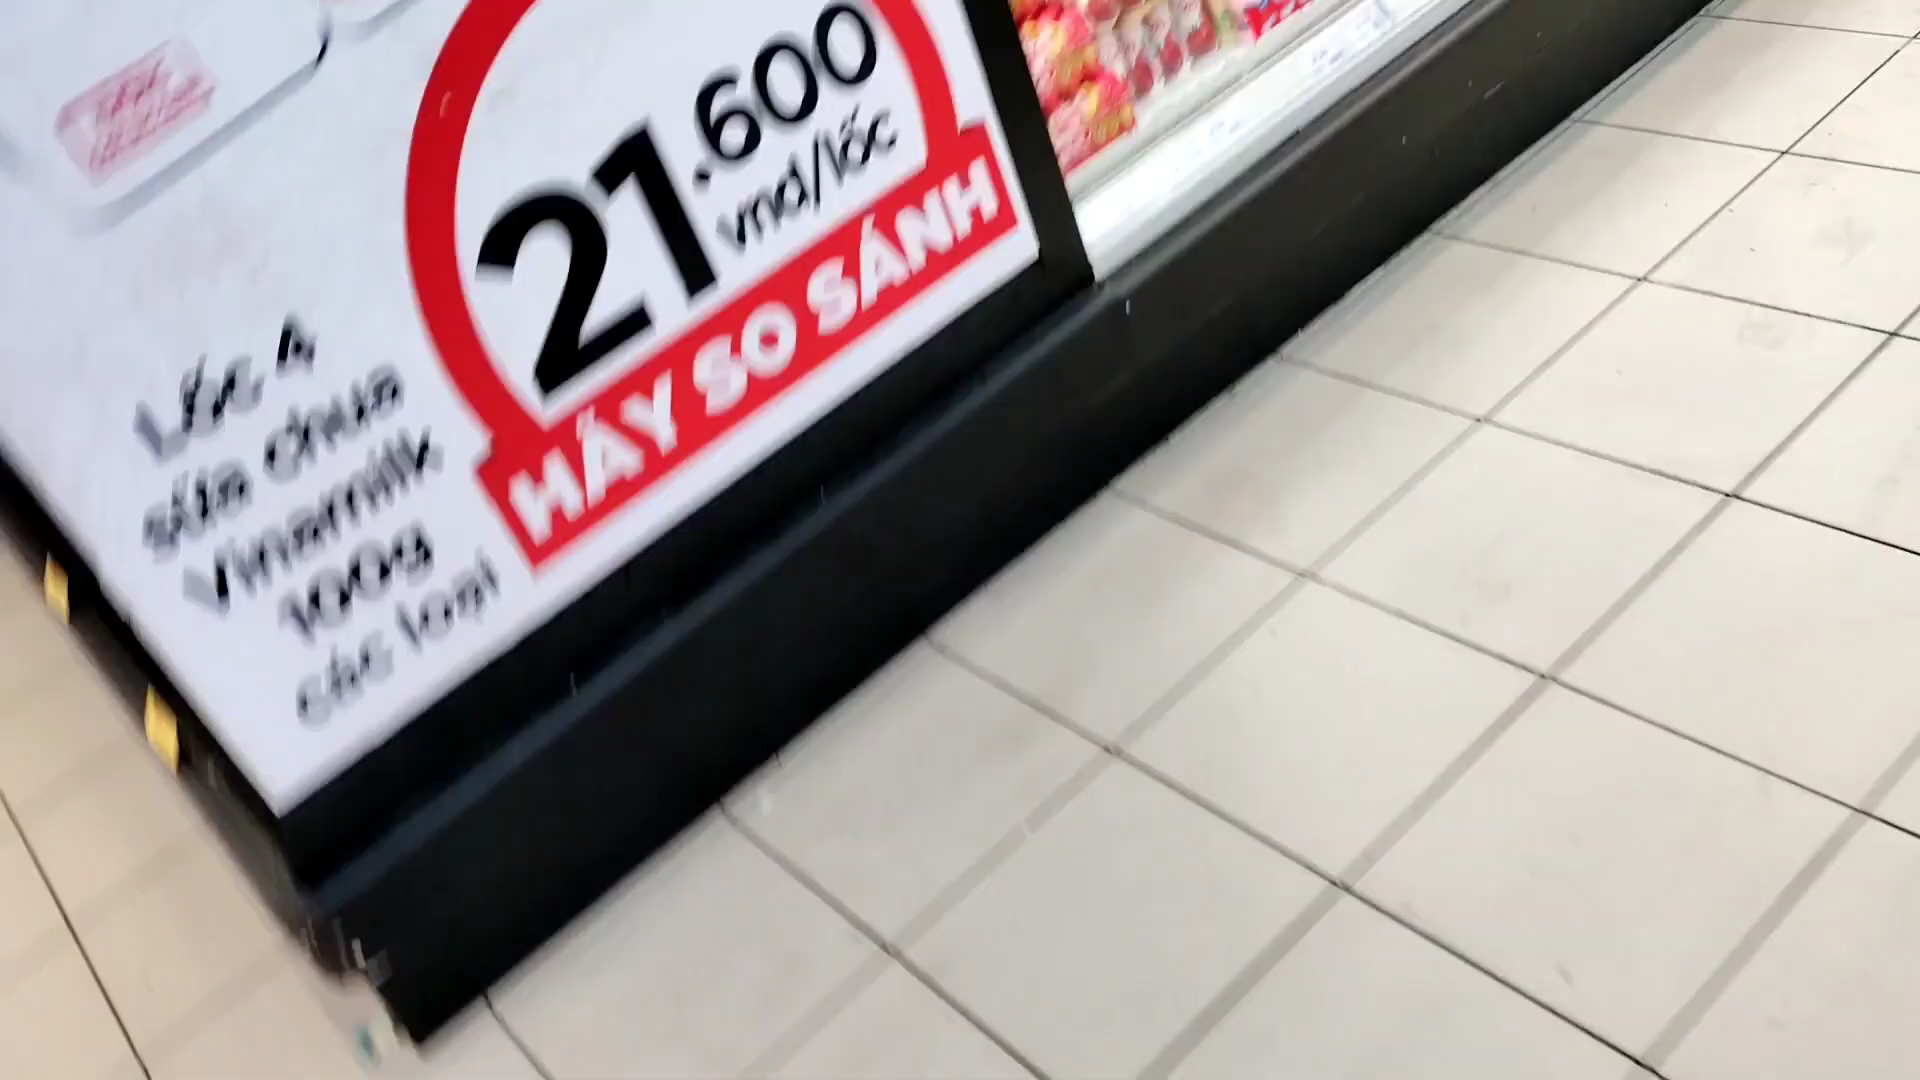 21.600
vnd/lốc
HÃY SO SÁNH
Lốc 4
sữa chua
Vinamilk
100g
các loại